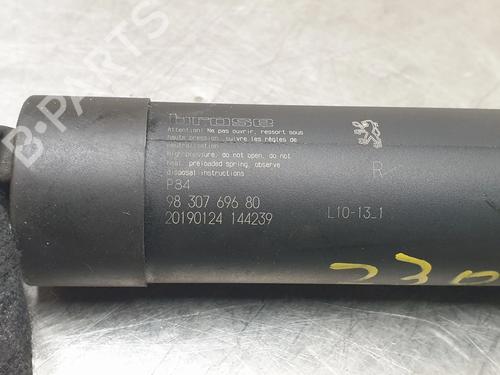 brose
Attention! Ne pas ouvrir, ressort sous
haute pression, suivre les règles de
neutralisation
High pressure, do not open, do not
heat, preloaded spring, observe
disposal instructions
P84
98 307 696 80
20190124 144239
R
L10-13_1
B-PARTS